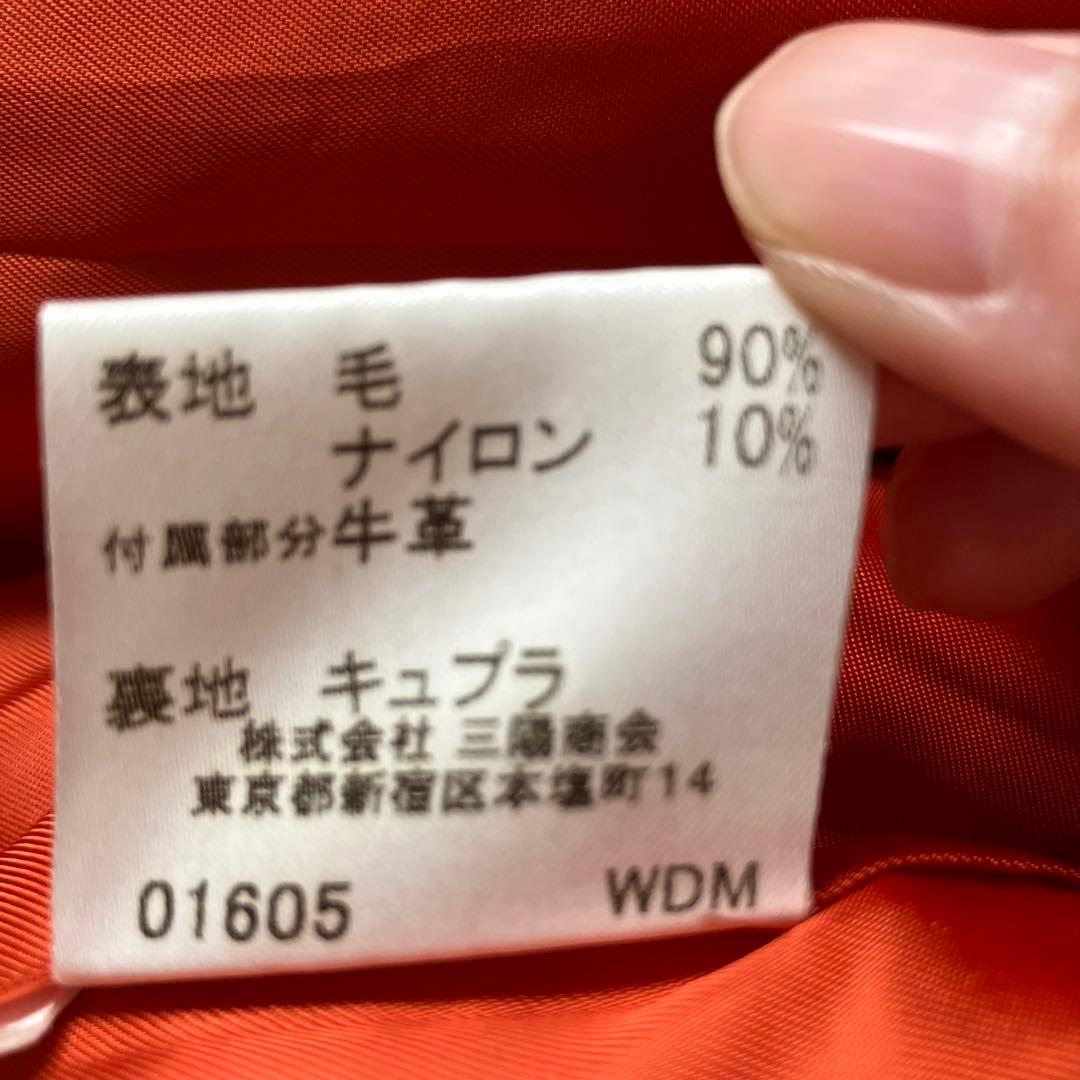 表地 毛 90%
ナイロン 10%
付属部分 牛革
裏地 キュプラ
株式会社 三陽商会
東京都新宿区本塩町14
01605 WDM